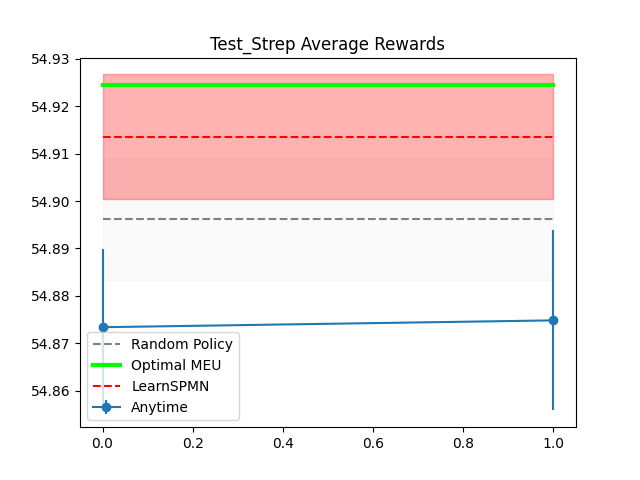 Test_Strep Average Rewards
54.93
54.92
54.91
54.90
54.89
54.88
54.87
54.86
Random Policy
Optimal MEU
LearnSPMN
Anytime
0.0 0.2 0.4 0.6 0.8 1.0